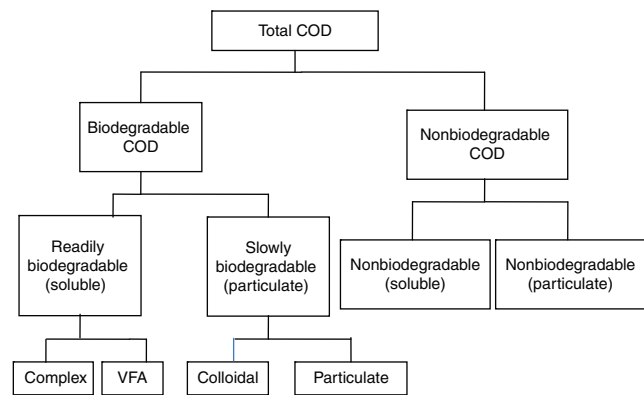 Total COD
Biodegradable
COD
Nonbiodegradable
COD
Readily
biodegradable
(soluble)
Slowly
biodegradable
(particulate)
Nonbiodegradable
(soluble)
Nonbiodegradable
(particulate)
Complex
VFA
Colloidal
Particulate